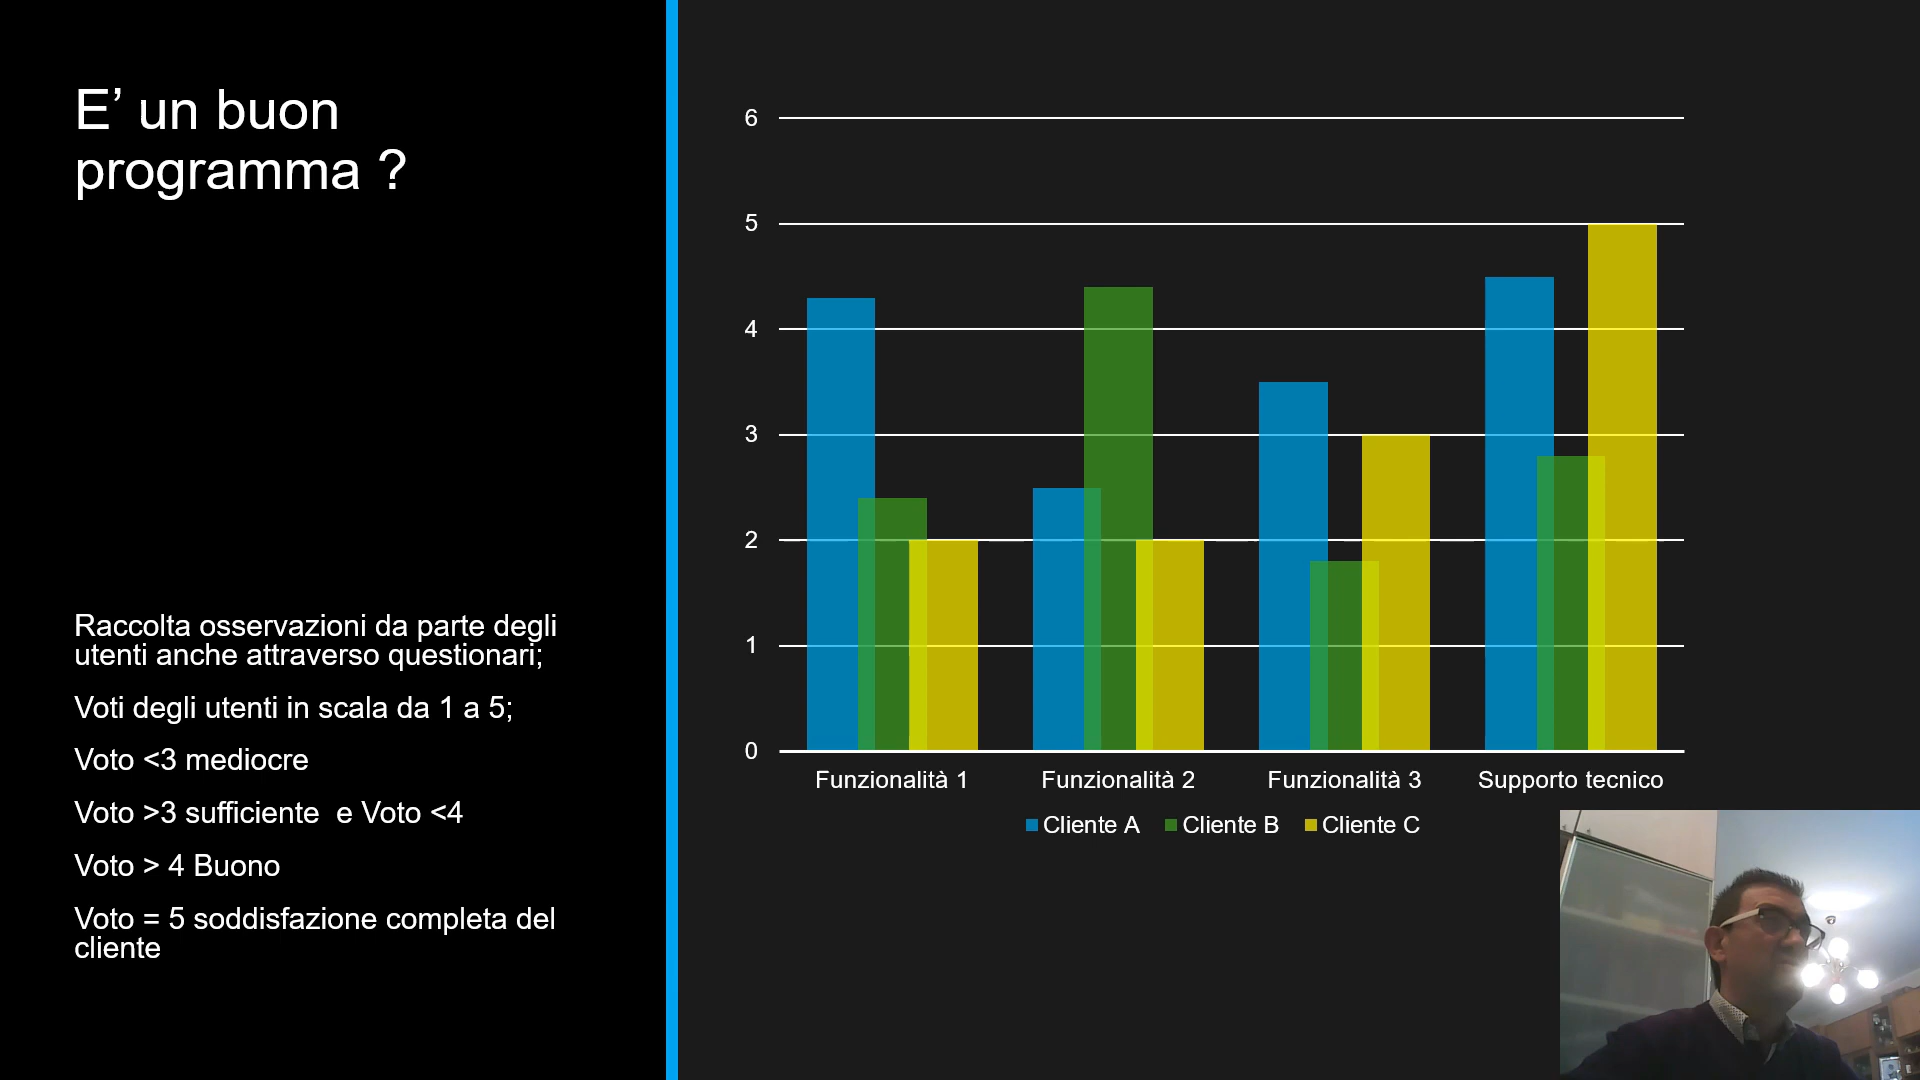 E’ un buon
programma ?
Raccolta osservazioni da parte degli
utenti anche attraverso questionari;
Voti degli utenti in scala da 1 a 5;
Voto <3 mediocre
Voto >3 sufficiente  e Voto <4
Voto > 4 Buono
Voto = 5 soddisfazione completa del
cliente
6
5
4
3
2
1
0
Funzionalità 1 Funzionalità 2 Funzionalità 3 Supporto tecnico
Cliente A Cliente B Cliente C